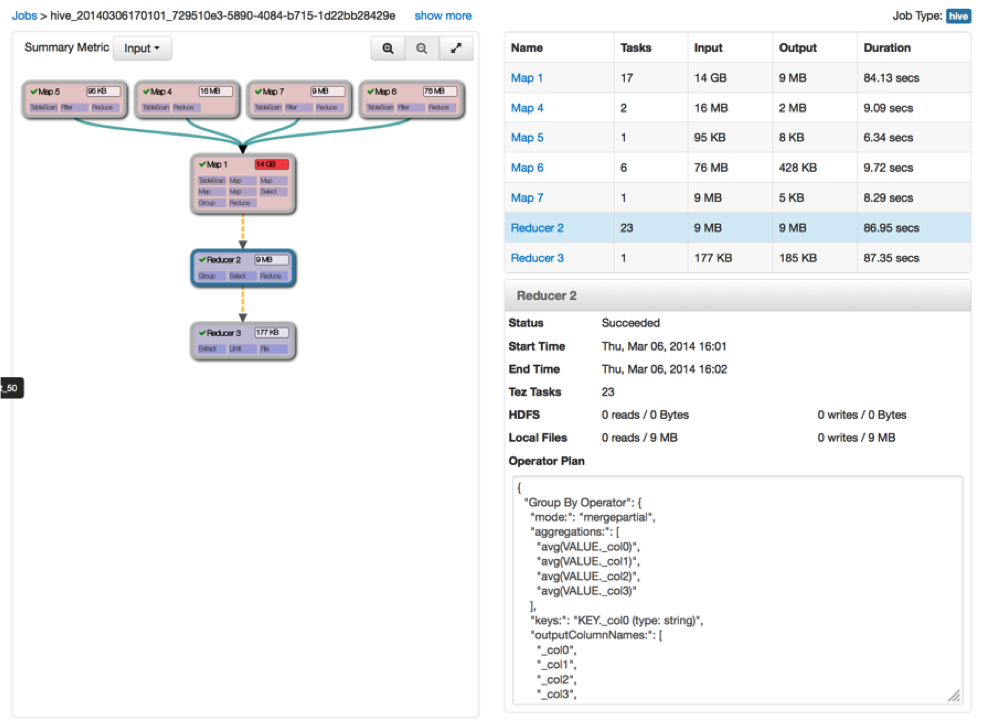 Jobs > hive_20140306170101_729510e3-5890-4084-b715-1d22bb28429e show more
Job Type: hive
Summary Metric Input
Map 5 95 KB
TableScan Filter Reduce
Map 4 16 MB
TableScan Reduce
Map 7 9 MB
TableScan Filter Reduce
Map 6 76 MB
TableScan Filter Reduce
Map 1 14 GB
TableScan Map Map
Map Map Select
Group Reduce
Reducer 2 9 MB
Group Select Reduce
Reducer 3 177 KB
Extract Limit File
t_50
Name Tasks Input Output Duration
Map 1 17 14 GB 9 MB 84.13 secs
Map 4 2 16 MB 2 MB 9.09 secs
Map 5 1 95 KB 8 KB 6.34 secs
Map 6 6 76 MB 428 KB 9.72 secs
Map 7 1 9 MB 5 KB 8.29 secs
Reducer 2 23 9 MB 9 MB 86.95 secs
Reducer 3 1 177 KB 185 KB 87.35 secs
Reducer 2
Status Succeeded
Start Time Thu, Mar 06, 2014 16:01
End Time Thu, Mar 06, 2014 16:02
Tez Tasks 23
HDFS 0 reads / 0 Bytes 0 writes / 0 Bytes
Local Files 0 reads / 9 MB 0 writes / 9 MB
Operator Plan
{
"Group By Operator": {
"mode:": "mergepartial",
"aggregations:": [
"avg(VALUE._col0)",
"avg(VALUE._col1)",
"avg(VALUE._col2)",
"avg(VALUE._col3)"
],
"keys:": "KEY._col0 (type: string)",
"outputColumnNames:": [
"_col0",
"_col1",
"_col2",
"_col3",